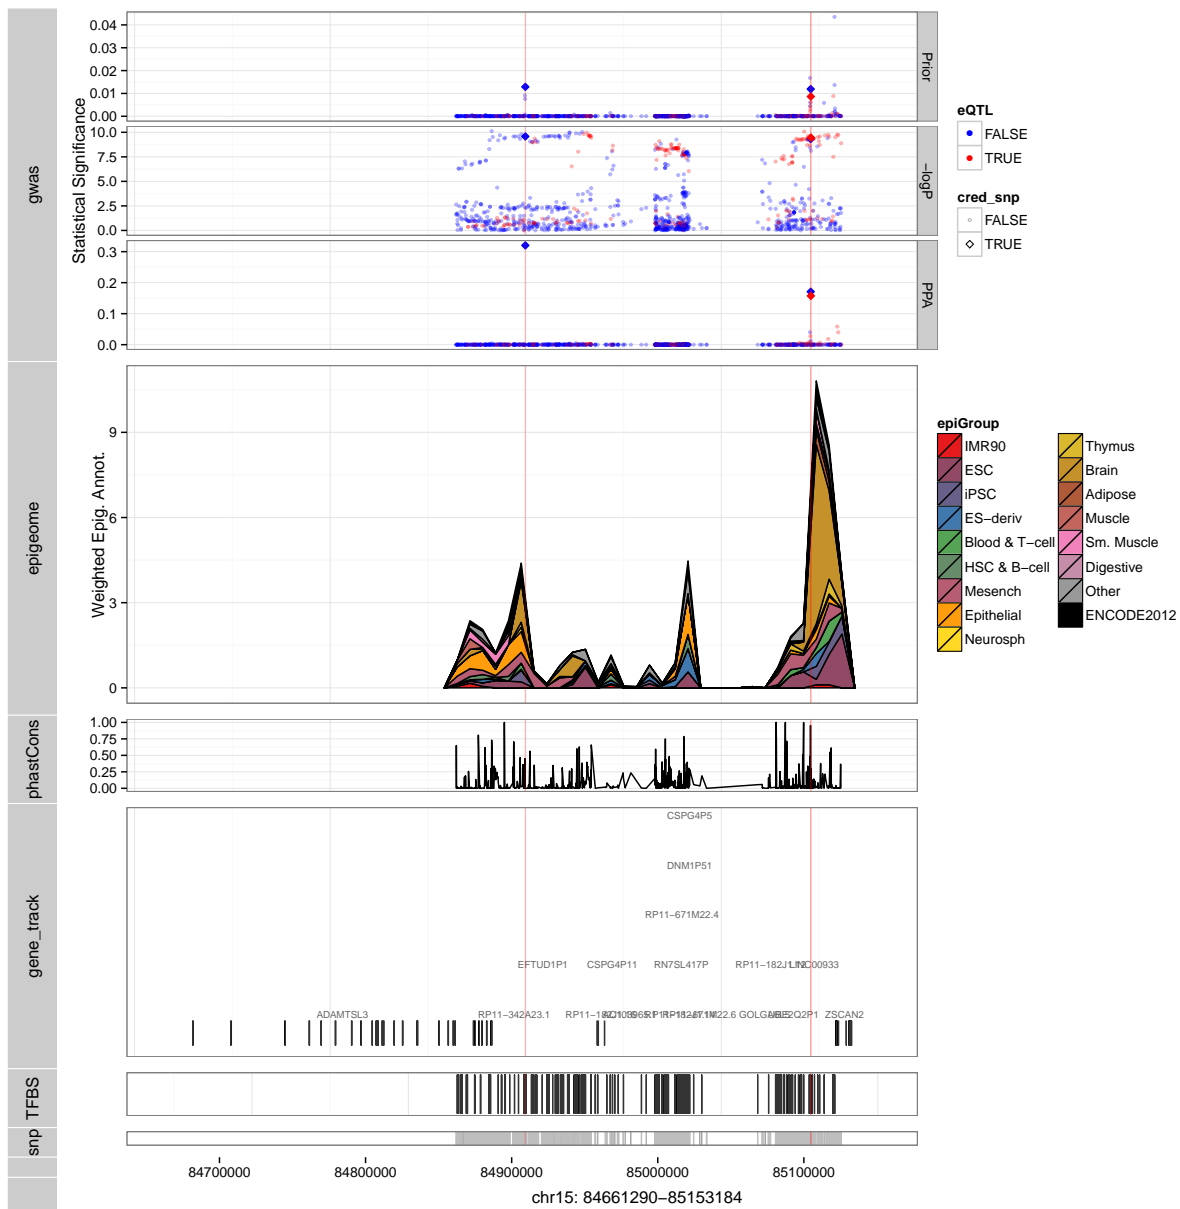 gwas
Statistical Significance
0.04
0.03
0.02
0.01
0.00
Prior
10.0
7.5
5.0
2.5
0.0
−logP
0.3
0.2
0.1
0.0
PPA
eQTL
FALSE
TRUE
cred_snp
FALSE
TRUE
epigeome
Weighted Epig. Annot.
9
6
3
0
epiGroup
IMR90
ESC
iPSC
ES−deriv
Blood & T−cell
HSC & B−cell
Mesench
Epithelial
Neurosph
Thymus
Brain
Adipose
Muscle
Sm. Muscle
Digestive
Other
ENCODE2012
phastCons
1.00
0.75
0.50
0.25
0.00
gene_track
CSPG4P5
DNM1P51
RP11−671M22.4
EFTUD1P1
CSPG4P11
RN7SL417P
LINC00933
ADAMTSL3
RP11−342A23.1
ZSCAN2
TFBS
snp
84700000
84800000
84900000
85000000
85100000
chr15: 84661290−85153184